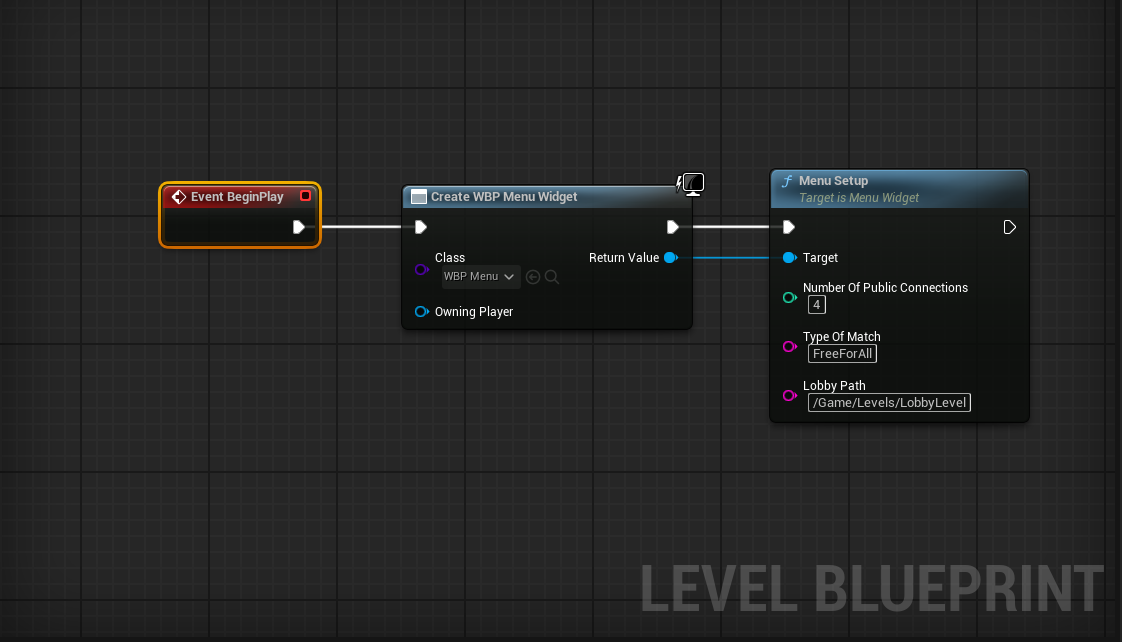 Event BeginPlay
Create WBP Menu Widget
Class
WBP Menu
Return Value
Owning Player
f Menu Setup
Target is Menu Widget
Target
Number Of Public Connections
4
Type Of Match
FreeForAll
Lobby Path
/Game/Levels/LobbyLevel
LEVEL BLUEPRINT